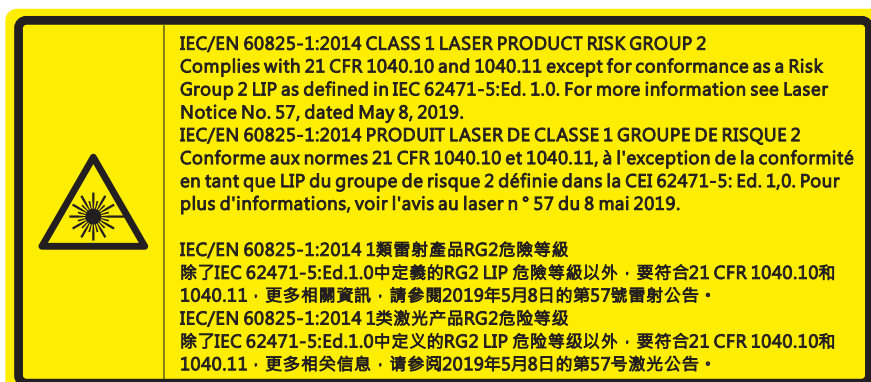 IEC/EN 60825-1:2014 CLASS 1 LASER PRODUCT RISK GROUP 2
Complies with 21 CFR 1040.10 and 1040.11 except for conformance as a Risk
Group 2 LIP as defined in IEC 62471-5:Ed. 1.0. For more information see Laser
Notice No. 57, dated May 8, 2019.
IEC/EN 60825-1:2014 PRODUIT LASER DE CLASSE 1 GROUPE DE RISQUE 2
Conforme aux normes 21 CFR 1040.10 et 1040.11, à l'exception de la conformité
en tant que LIP du groupe de risque 2 définie dans la CEI 62471-5: Ed. 1,0. Pour
plus d'informations, voir l'avis au laser n ° 57 du 8 mai 2019.
IEC/EN 60825-1:2014 1類雷射產品RG2危險等級
除了IEC 62471-5:Ed.1.0中定義的RG2 LIP 危險等級以外，要符合21 CFR 1040.10和
1040.11，更多相關資訊，請參閱2019年5月8日的第57號雷射公告。
IEC/EN 60825-1:2014 1类激光产品RG2危险等级
除了IEC 62471-5:Ed.1.0中定义的RG2 LIP 危险等级以外，要符合21 CFR 1040.10和
1040.11，更多相关信息，请参阅2019年5月8日的第57号激光公告。